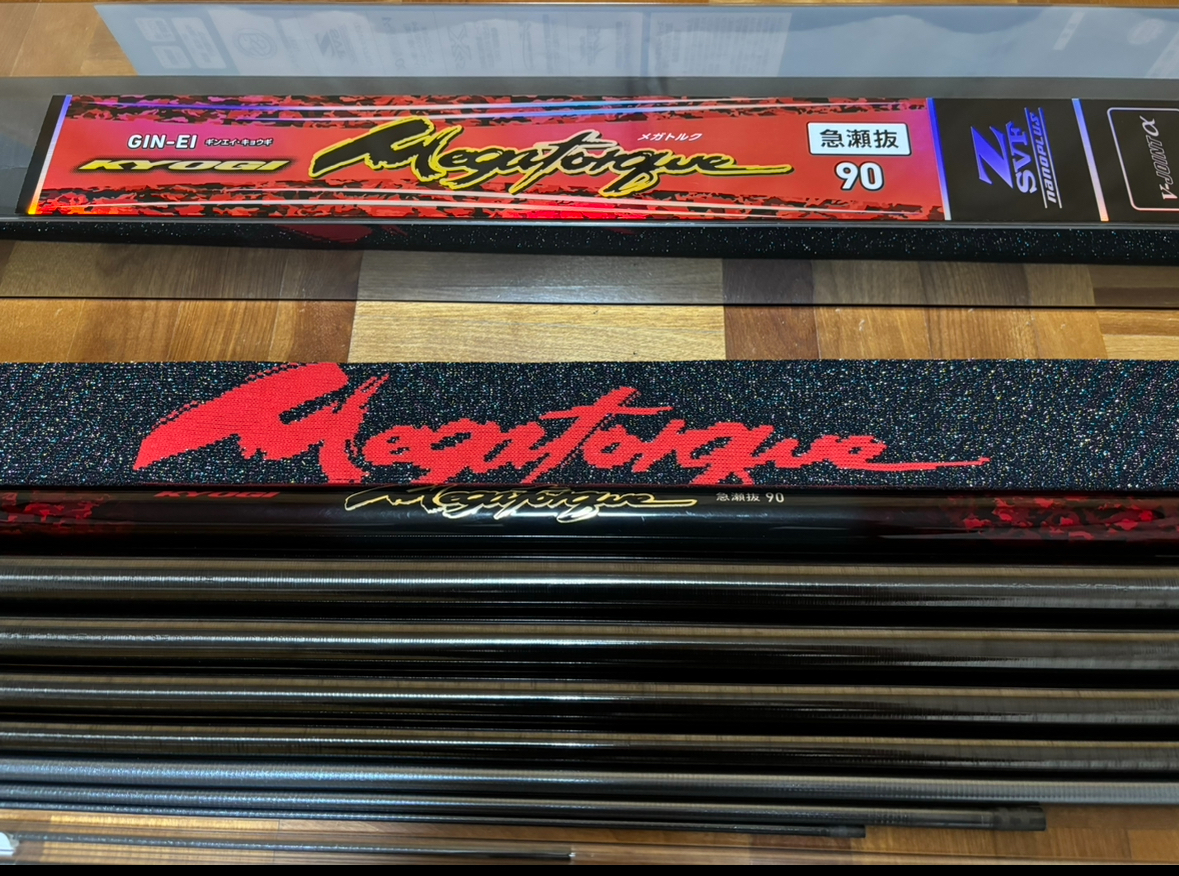 GIN-EI ギンエイ・キョウギ
KYOGI
Megatorque
メガトルク
急瀬抜
90
Z
SVF
nanoPLUS
V-JOINT α
Megatorque
KYOGI
Megatorque
急瀬抜 90